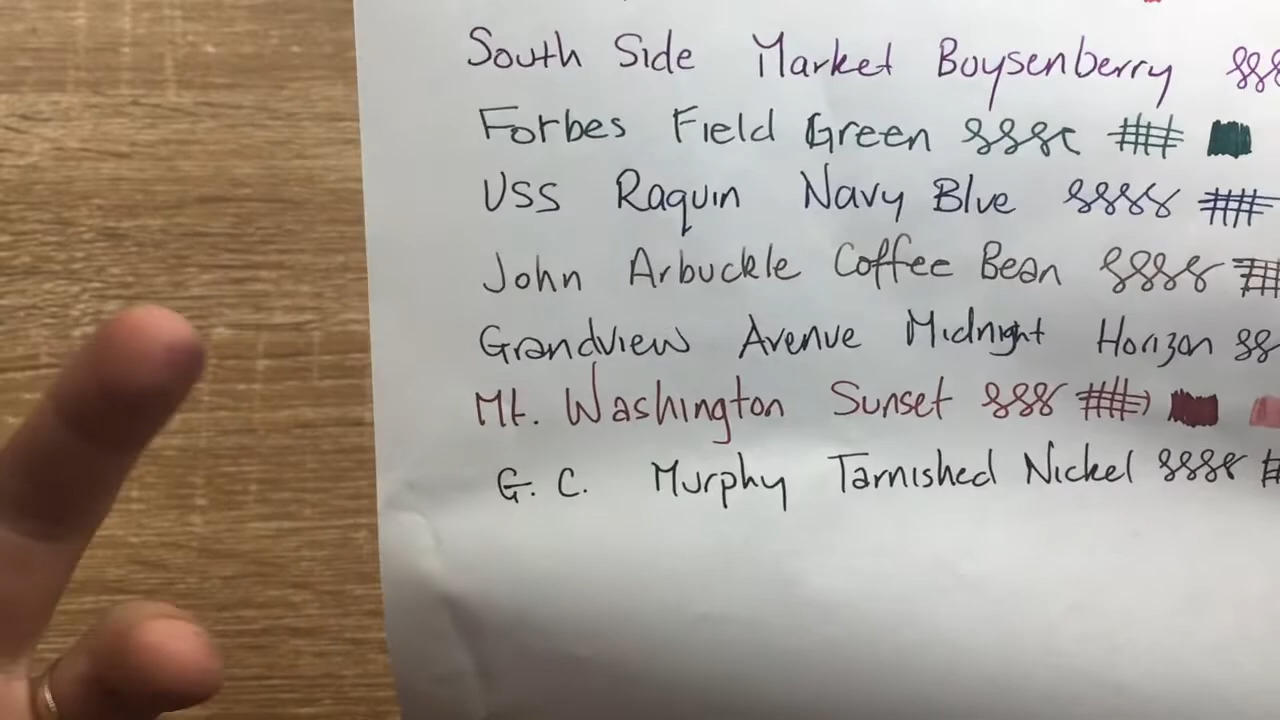 South Side Market Boysenberry
Forbes Field Green
USS Raquin Navy Blue
John Arbuckle Coffee Bean
Grandview Avenue Midnight Horizon
Mt. Washington Sunset
G. C. Murphy Tarnished Nickel